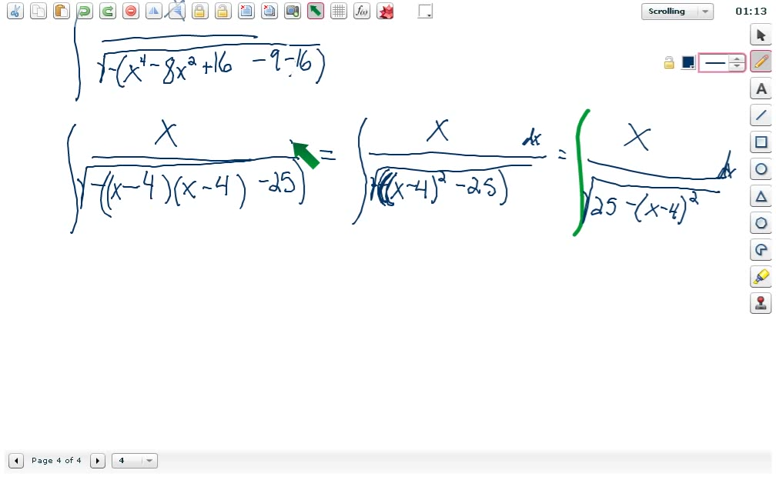 Scrolling
01:13
∫ / √-(x⁴-8x²+16 -9-16)
∫ x / √-((x-4)(x-4) -25) = ∫ x / √-((x-4)² -25) dx = ∫ x / √25-(x-4)² dx
Page 4 of 4 4